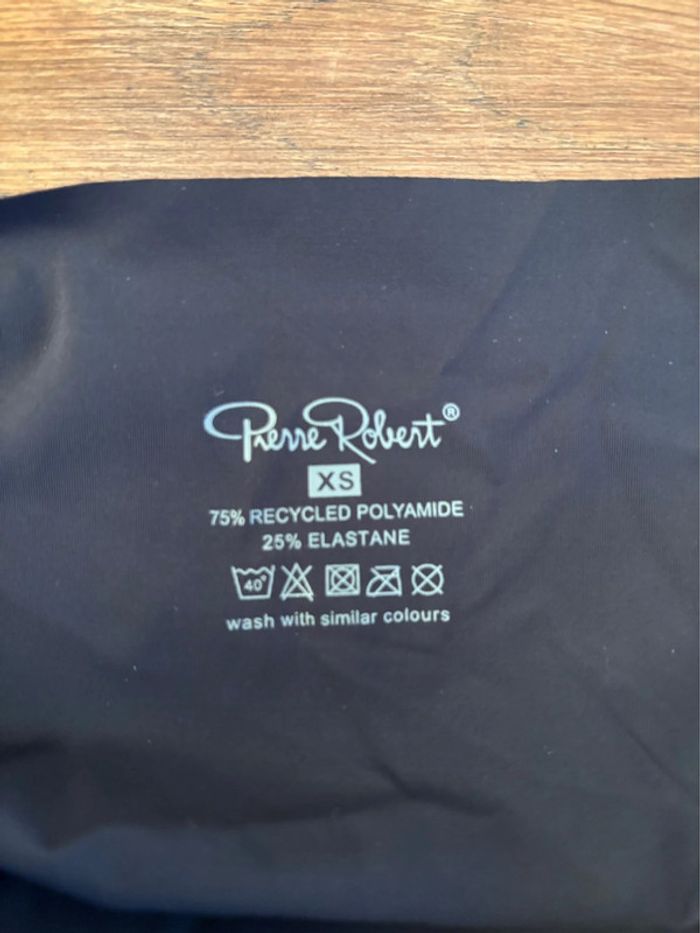 Pierre Robert®
XS
75% RECYCLED POLYAMIDE
25% ELASTANE
40°
wash with similar colours